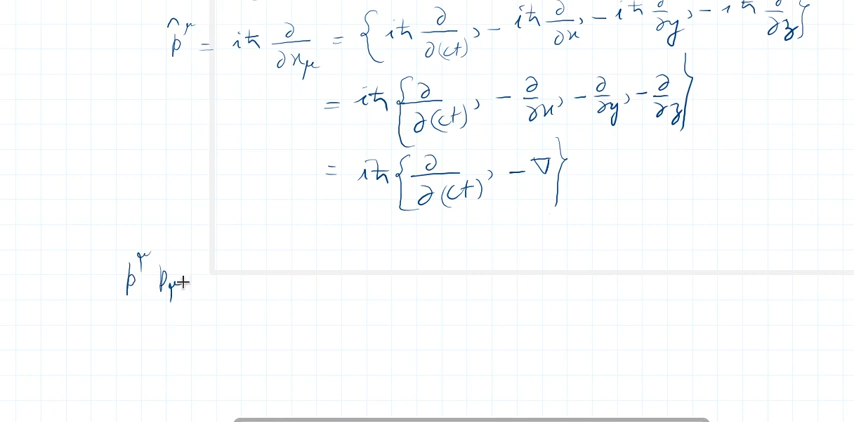 p̂^μ = iħ ∂/∂x_μ = { iħ ∂/∂(ct), - iħ ∂/∂x, - iħ ∂/∂y, - iħ ∂/∂z }
= iħ { ∂/∂(ct), - ∂/∂x, - ∂/∂y, - ∂/∂z }
= iħ { ∂/∂(ct), - ∇ }
p^μ p_μ